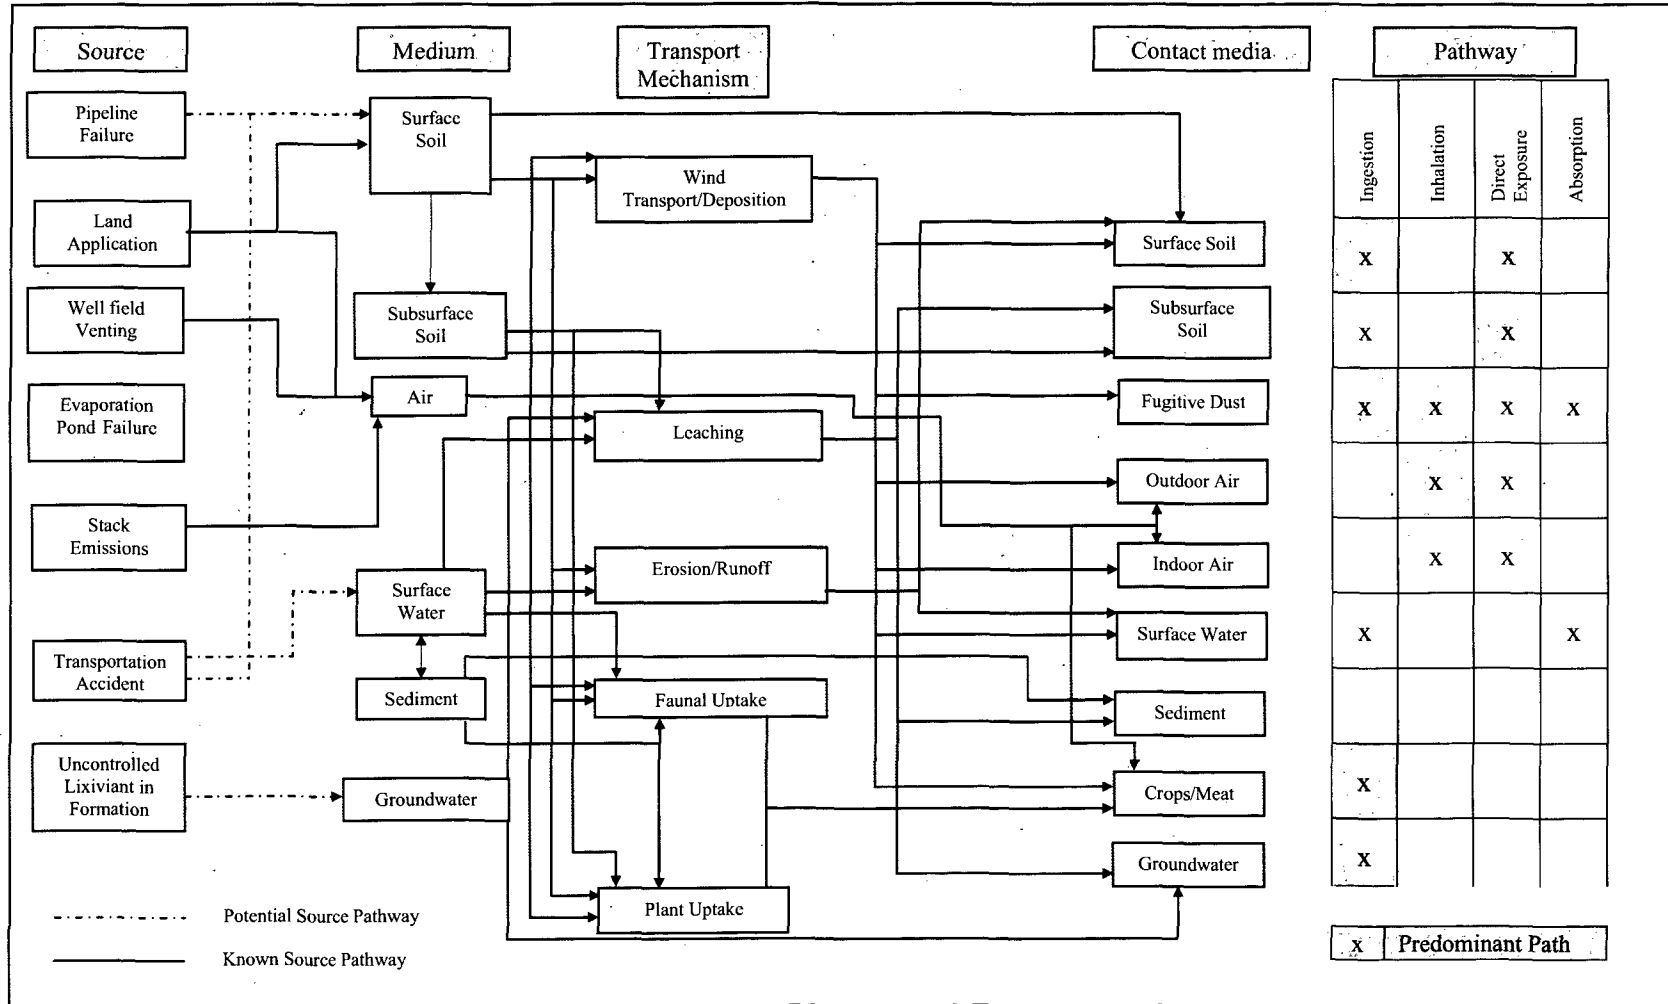 Source
Medium
Transport
Mechanism
Contact media
Pathway
Pipeline
Failure
Land
Application
Well field
Venting
Evaporation
Pond Failure
Stack
Emissions
Transportation
Accident
Uncontrolled
Lixiviant in
Formation
Surface
Soil
Subsurface
Soil
Air
Surface
Water
Sediment
Groundwater
Wind
Transport/Deposition
Leaching
Erosion/Runoff
Faunal Uptake
Plant Uptake
Surface Soil
Subsurface
Soil
Fugitive Dust
Outdoor Air
Indoor Air
Surface Water
Sediment
Crops/Meat
Groundwater
Ingestion
Inhalation
Direct
Exposure
Absorption
x x
x x
x x x x
x x
x x
x x
x
x
Potential Source Pathway
Known Source Pathway
x Predominant Path